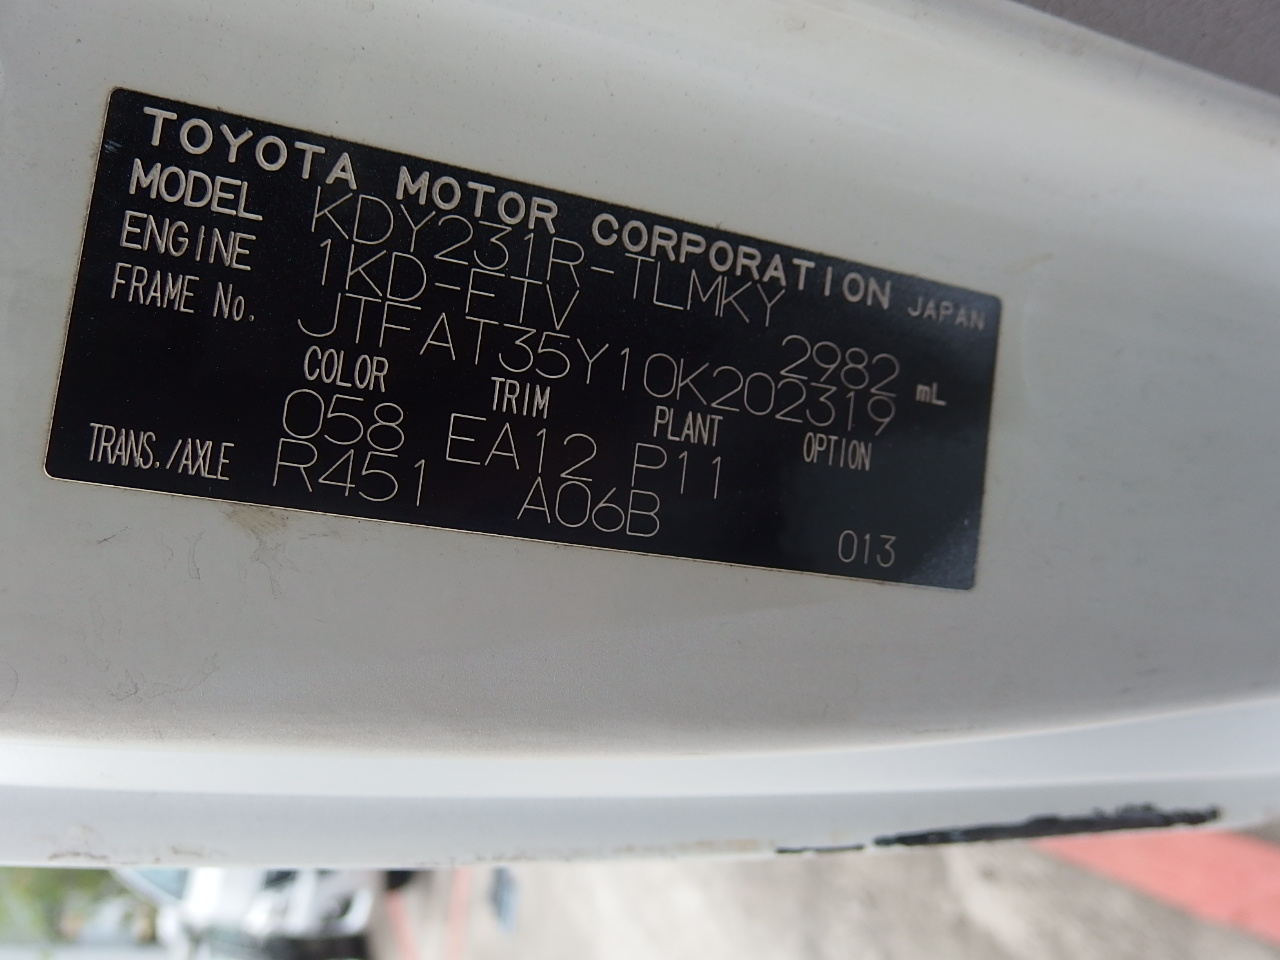 TOYOTA MOTOR CORPORATION JAPAN
MODEL KDY231R-TLMKY
ENGINE 1KD-FTV 2982 mL
FRAME No. JTFAT35Y10K202319
COLOR TRIM PLANT OPTION
058 EA12 P11
TRANS./AXLE R451 A06B
013